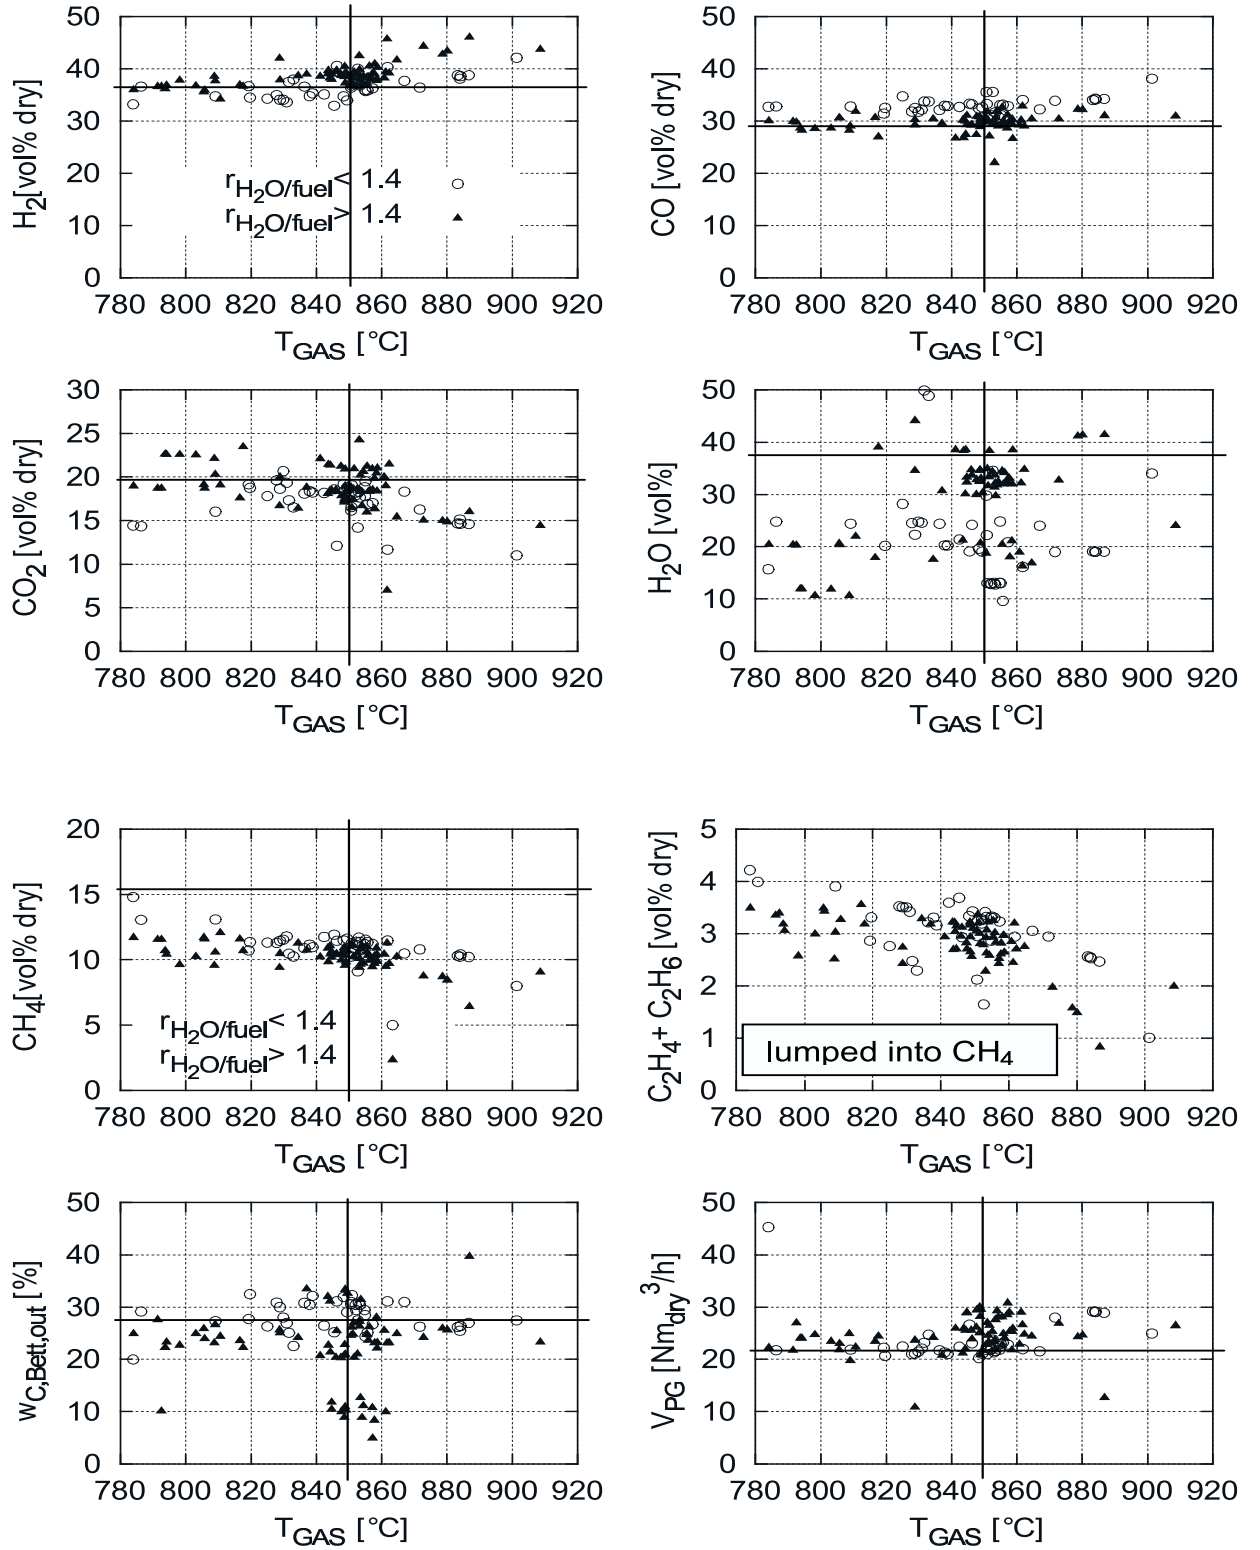 H2[vol% dry]
50
40
30
20
10
0
rH2O/fuel< 1.4
rH2O/fuel> 1.4
780 800 820 840 860 880 900 920
TGAS [°C]
CO [vol% dry]
50
40
30
20
10
0
780 800 820 840 860 880 900 920
TGAS [°C]
CO2 [vol% dry]
30
25
20
15
10
5
0
780 800 820 840 860 880 900 920
TGAS [°C]
H2O [vol%]
50
40
30
20
10
0
780 800 820 840 860 880 900 920
TGAS [°C]
CH4[vol% dry]
20
15
10
5
0
rH2O/fuel< 1.4
rH2O/fuel> 1.4
780 800 820 840 860 880 900 920
TGAS [°C]
C2H4+ C2H6 [vol% dry]
5
4
3
2
1
0
lumped into CH4
780 800 820 840 860 880 900 920
TGAS [°C]
wC,Bett,out [%]
50
40
30
20
10
0
780 800 820 840 860 880 900 920
TGAS [°C]
VPG [Nmdry3/h]
50
40
30
20
10
0
780 800 820 840 860 880 900 920
TGAS [°C]